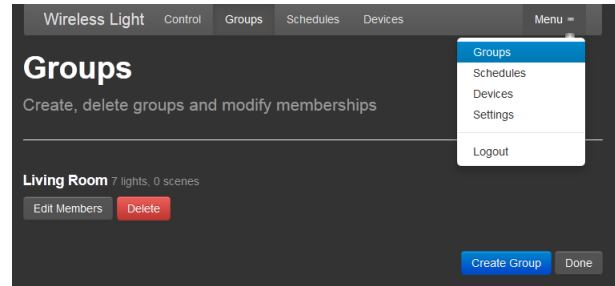 Wireless Light Control Groups Schedules Devices Menu
Groups
Schedules
Devices
Settings
Logout
Groups
Create, delete groups and modify memberships
Living Room 7 lights, 0 scenes
Edit Members Delete
Create Group Done